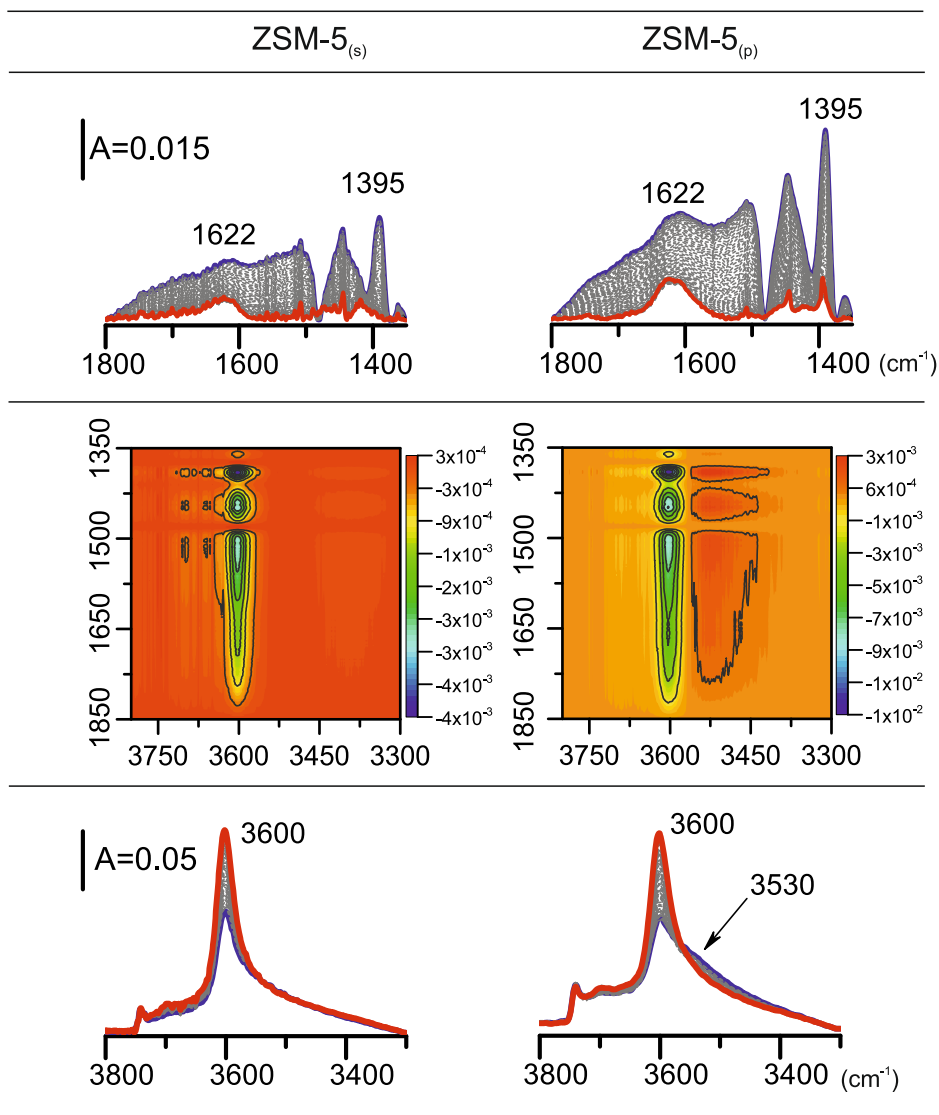 ZSM-5(s) ZSM-5(p)
A=0.015
1622 1395
1622 1395
1800 1600 1400
1800 1600 1400 (cm⁻¹)
1350
1500
1650
1850
3750 3600 3450 3300
3x10⁻⁴
-3x10⁻⁴
-9x10⁻⁴
-1x10⁻³
-2x10⁻³
-3x10⁻³
-4x10⁻³
-4x10⁻³
1350
1500
1650
1850
3750 3600 3450 3300
3x10⁻³
6x10⁻⁴
-1x10⁻³
-3x10⁻³
-5x10⁻³
-7x10⁻³
-9x10⁻³
-1x10⁻²
-1x10⁻²
A=0.05
3600
3600
3530
3800 3600 3400
3800 3600 3400 (cm⁻¹)